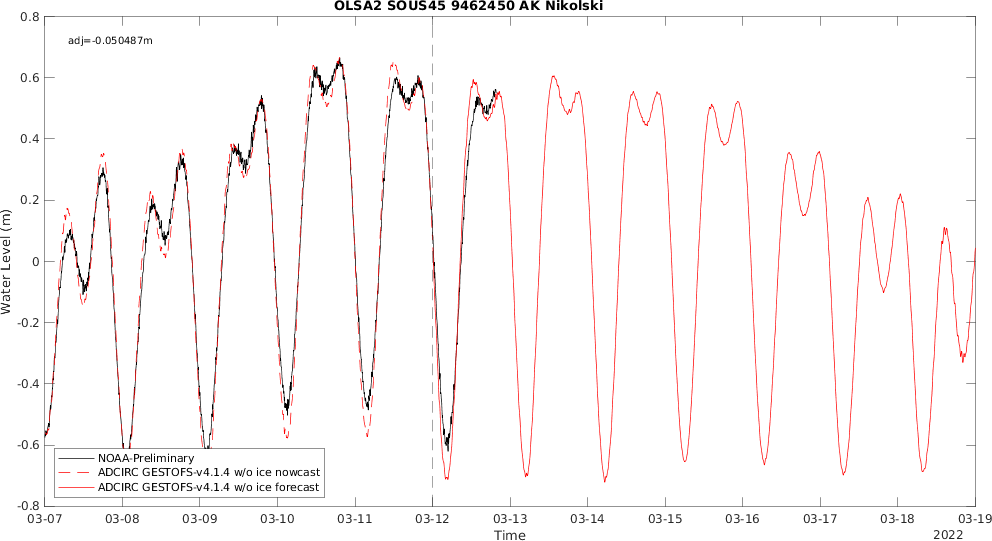 OLSA2 SOUS45 9462450 AK Nikolski
adj=-0.050487m
0.8
0.6
0.4
0.2
0
-0.2
-0.4
-0.6
-0.8
Water Level (m)
NOAA-Preliminary
ADCIRC GESTOFS-v4.1.4 w/o ice nowcast
ADCIRC GESTOFS-v4.1.4 w/o ice forecast
03-07 03-08 03-09 03-10 03-11 03-12 03-13 03-14 03-15 03-16 03-17 03-18 03-19
Time
2022